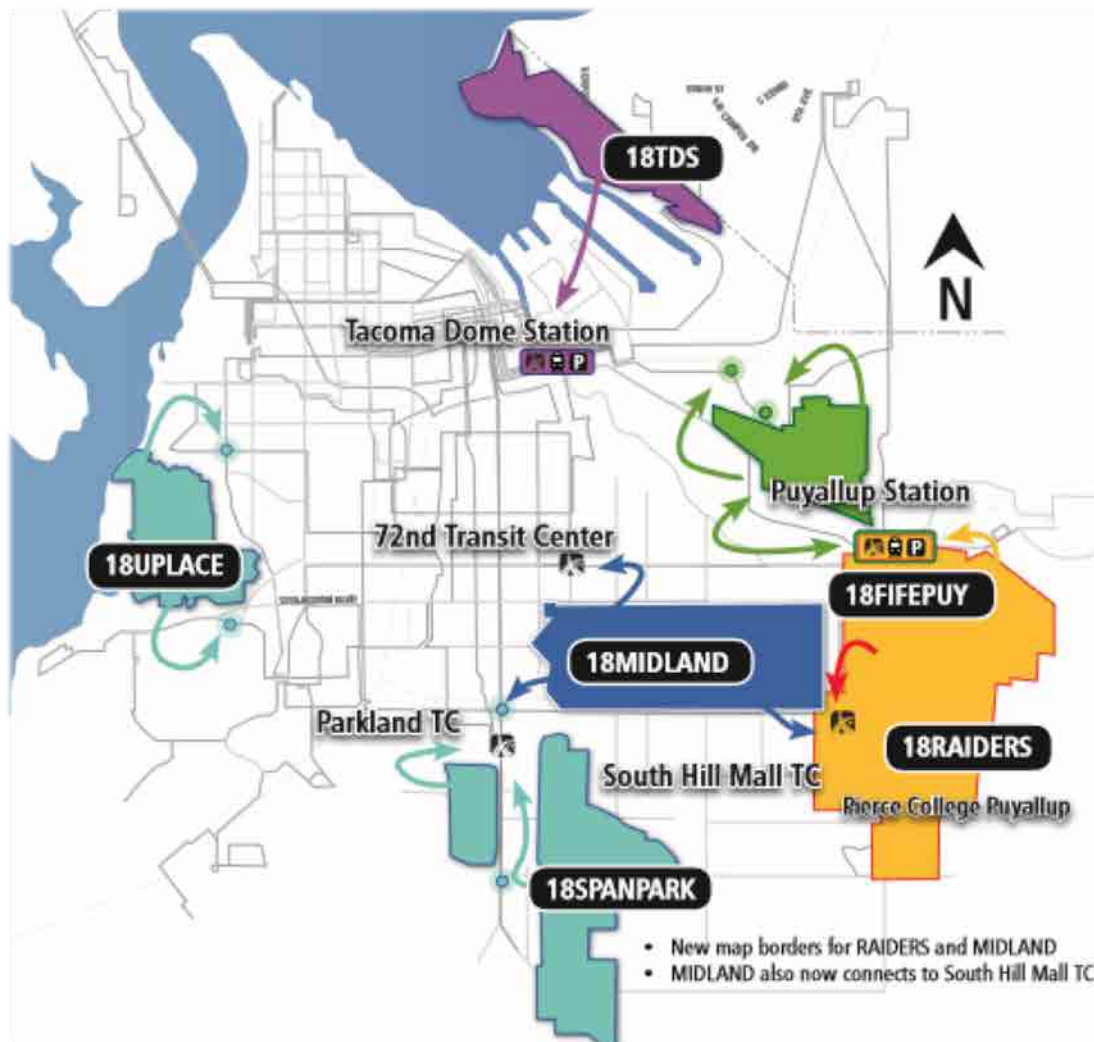 18TDS
N
Tacoma Dome Station
P
Puyallup Station
72nd Transit Center
P
18UPLACE
18FIFEPUY
18MIDLAND
Parkland TC
18RAIDERS
South Hill Mall TC
Pierce College Puyallup
18SPANPARK
• New map borders for RAIDERS and MIDLAND
• MIDLAND also now connects to South Hill Mall TC